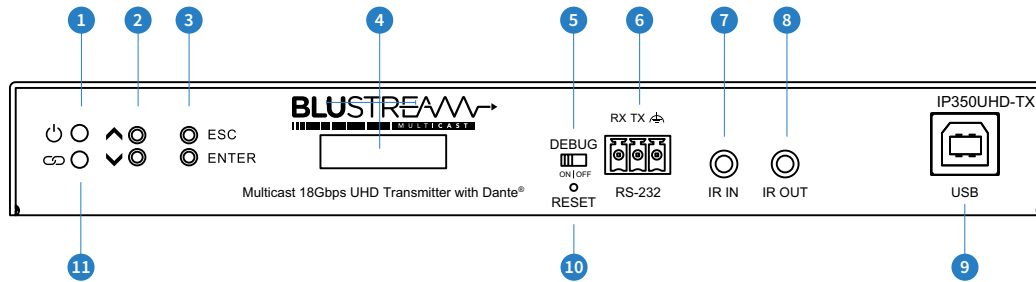 1 2 3 4 5 6 7 8
IP350UHD-TX
BLUSTREAM
MULTICAST
RX TX
ESC
DEBUG
ENTER
ON OFF
Multicast 18Gbps UHD Transmitter with Dante®
RS-232 IR IN IR OUT USB
RESET
11 10 9